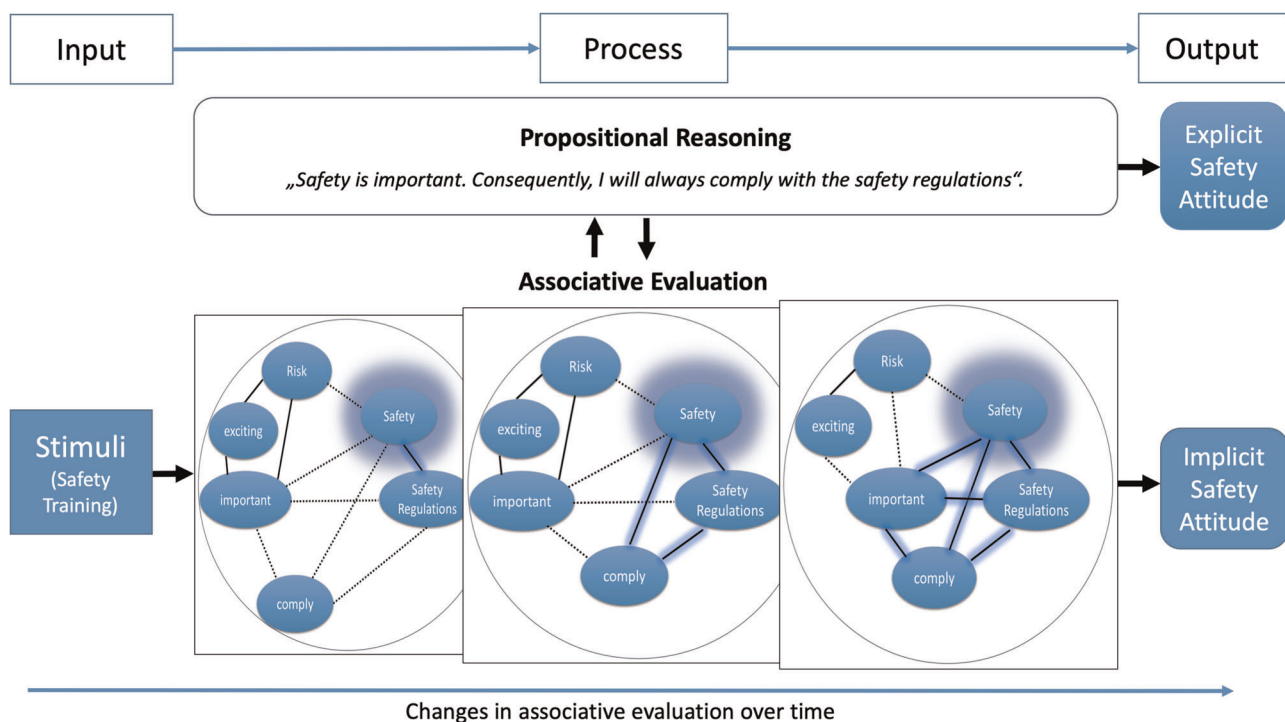 Input
Process
Output
Propositional Reasoning
„Safety is important. Consequently, I will always comply with the safety regulations“.
Explicit
Safety
Attitude
Associative Evaluation
Stimuli
(Safety
Training)
Risk
Safety
exciting
important
Safety
Regulations
comply
Risk
Safety
exciting
important
Safety
Regulations
comply
Risk
Safety
exciting
important
Safety
Regulations
comply
Implicit
Safety
Attitude
Changes in associative evaluation over time